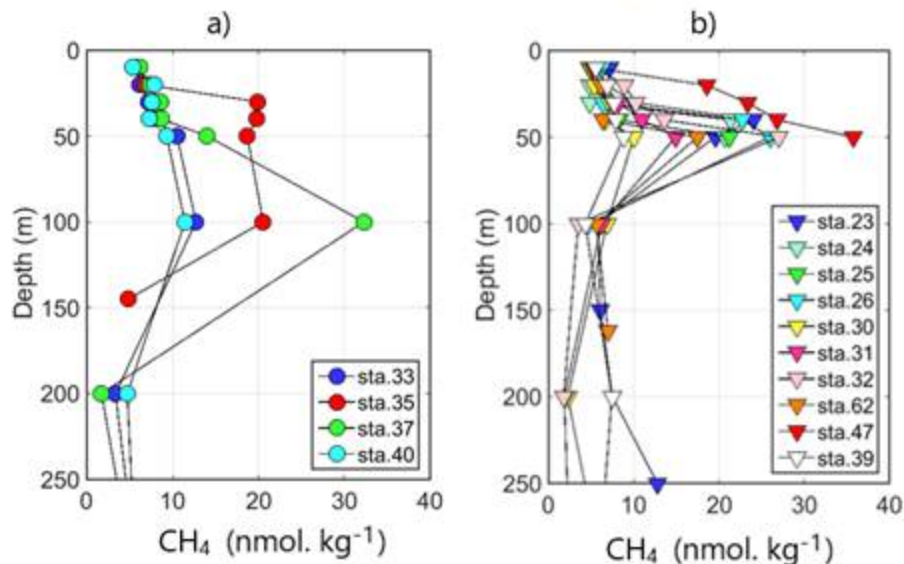 a)
0
50
100
150
200
250
Depth (m)
0 10 20 30 40
CH₄ (nmol. kg⁻¹)
sta.33
sta.35
sta.37
sta.40
b)
0
50
100
150
200
250
Depth (m)
0 10 20 30 40
CH₄ (nmol. kg⁻¹)
sta.23
sta.24
sta.25
sta.26
sta.30
sta.31
sta.32
sta.62
sta.47
sta.39